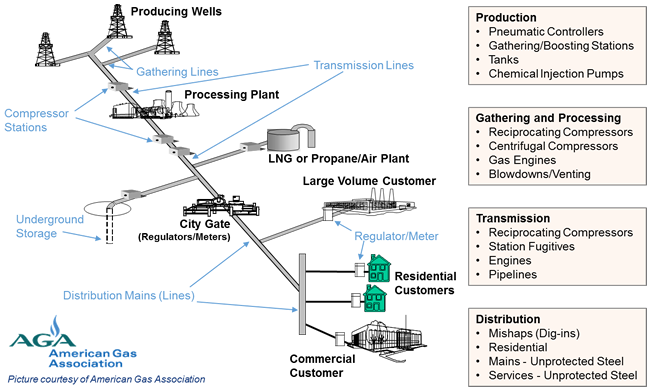 Producing Wells
Gathering Lines
Transmission Lines
Compressor
Stations
Processing Plant
LNG or Propane/Air Plant
Large Volume Customer
Underground
Storage
City Gate
(Regulators/Meters)
Regulator/Meter
Residential
Customers
Distribution Mains (Lines)
Commercial
Customer
AGA
American Gas
Association
Picture courtesy of American Gas Association
Production
• Pneumatic Controllers
• Gathering/Boosting Stations
• Tanks
• Chemical Injection Pumps
Gathering and Processing
• Reciprocating Compressors
• Centrifugal Compressors
• Gas Engines
• Blowdowns/Venting
Transmission
• Reciprocating Compressors
• Station Fugitives
• Engines
• Pipelines
Distribution
• Mishaps (Dig-ins)
• Residential
• Mains - Unprotected Steel
• Services - Unprotected Steel